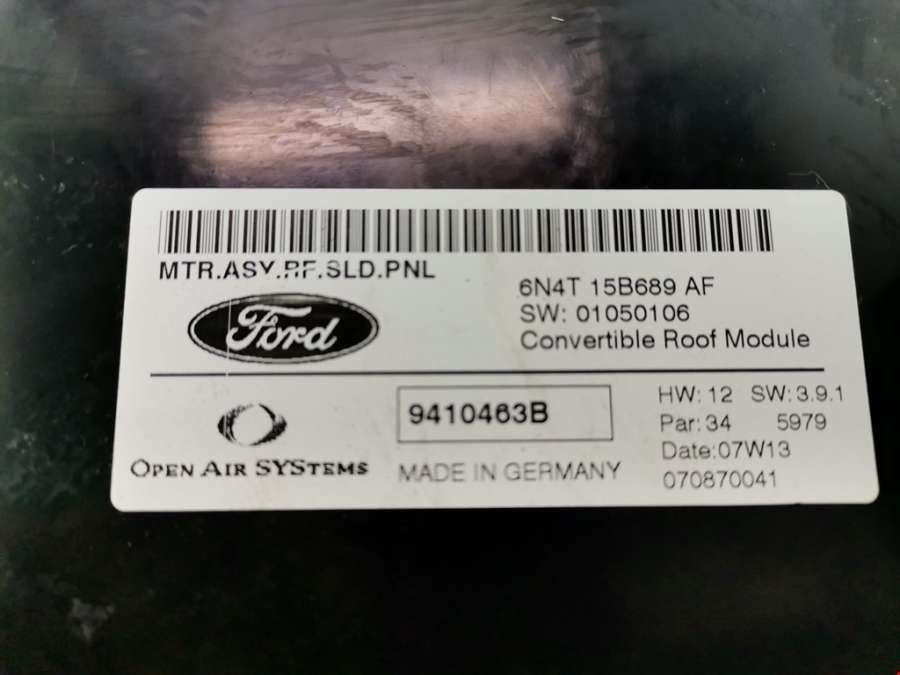 MTR.ASY.RF.SLD.PNL
6N4T 15B689 AF
SW: 01050106
Convertible Roof Module
Ford
HW: 12 SW: 3.9.1
9410463B
Par: 34 5979
Date:07W13
OPEN AIR SYSTEMS
MADE IN GERMANY
070870041